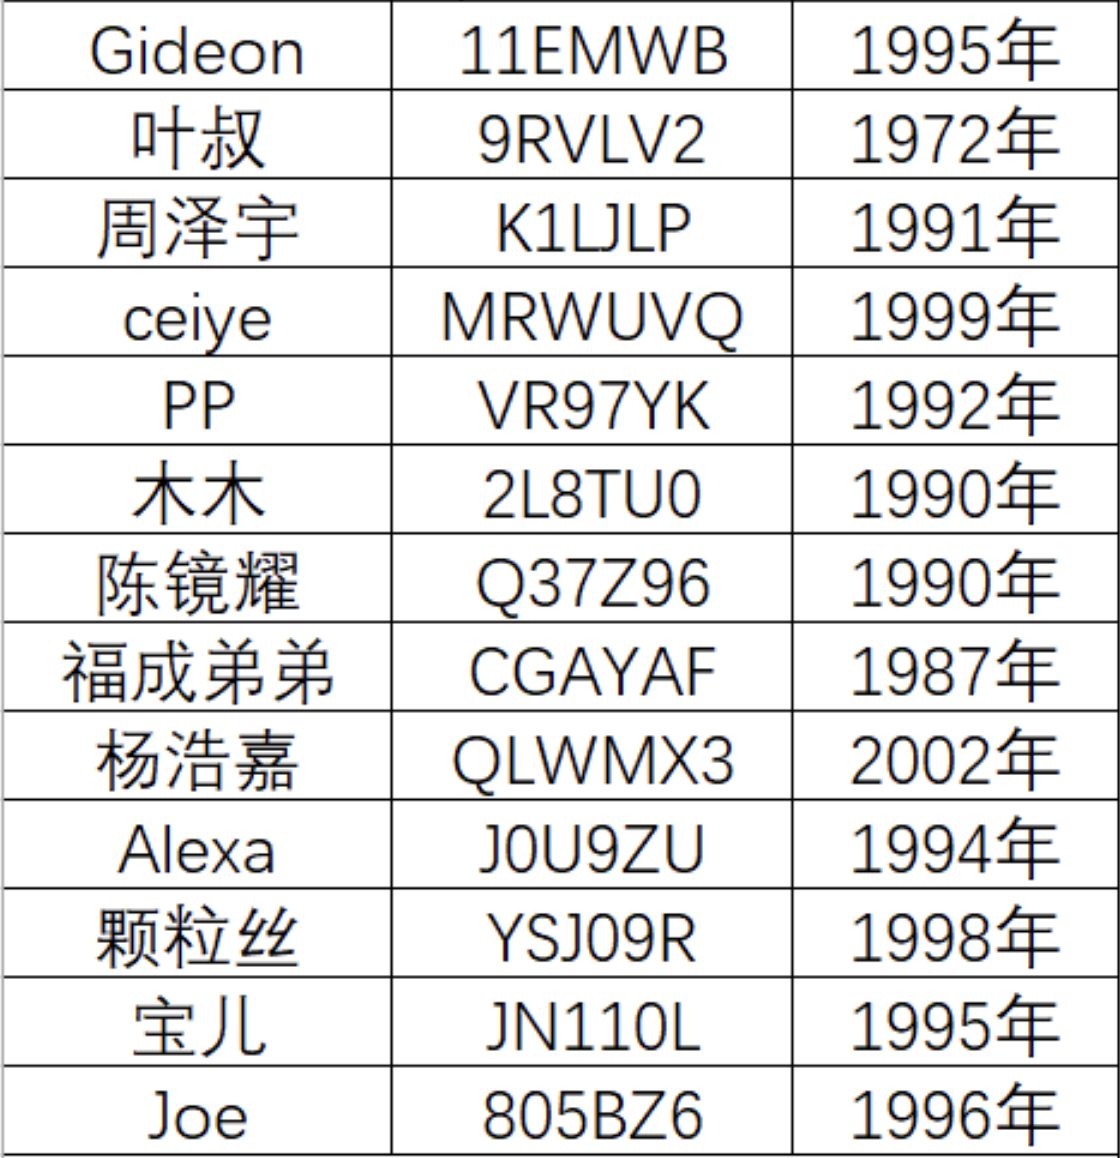 Gideon 11EMWB 1995年
叶叔 9RVLV2 1972年
周泽宇 K1LJLP 1991年
ceiye MRWUVQ 1999年
PP VR97YK 1992年
木木 2L8TU0 1990年
陈镜耀 Q37Z96 1990年
福成弟弟 CGAYAF 1987年
杨浩嘉 QLWMX3 2002年
Alexa J0U9ZU 1994年
颗粒丝 YSJ09R 1998年
宝儿 JN110L 1995年
Joe 805BZ6 1996年